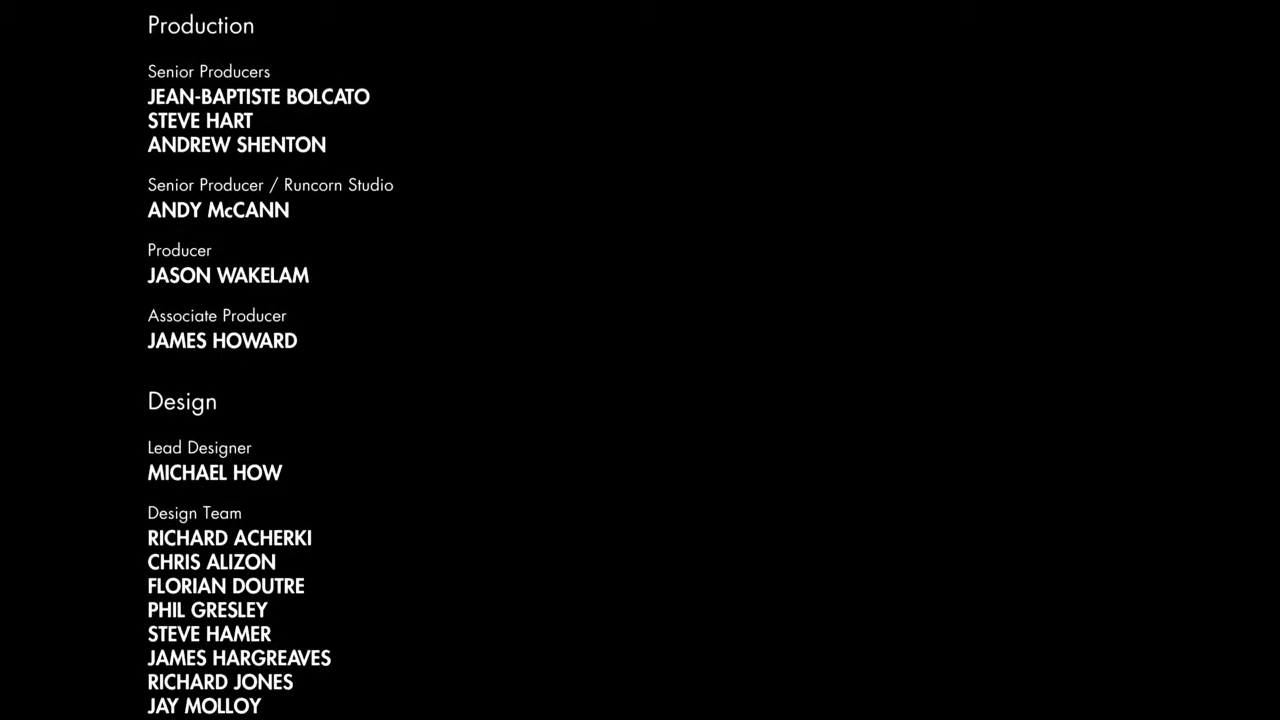 Production
Senior Producers
JEAN-BAPTISTE BOLCATO
STEVE HART
ANDREW SHENTON
Senior Producer / Runcorn Studio
ANDY McCANN
Producer
JASON WAKELAM
Associate Producer
JAMES HOWARD
Design
Lead Designer
MICHAEL HOW
Design Team
RICHARD ACHERKI
CHRIS ALIZON
FLORIAN DOUTRE
PHIL GRESLEY
STEVE HAMER
JAMES HARGREAVES
RICHARD JONES
JAY MOLLOY